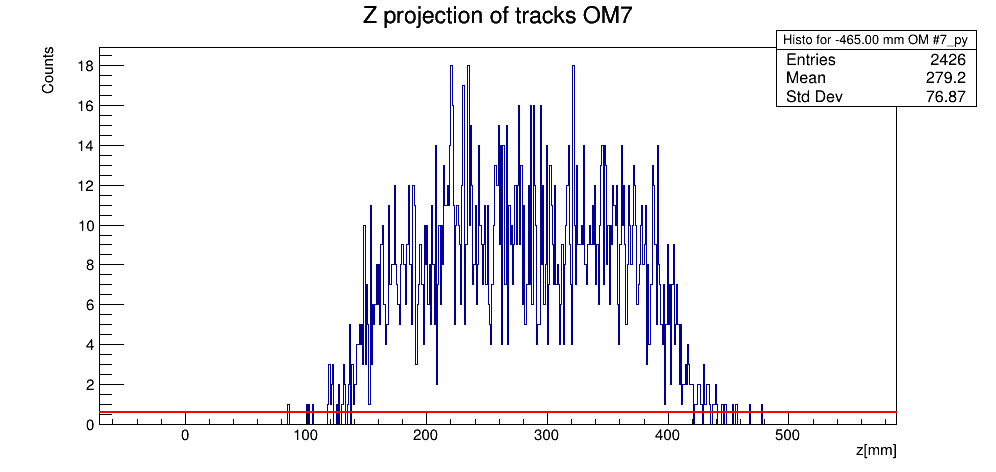 Z projection of tracks OM7
Histo for -465.00 mm OM #7_py
Entries 2426
Mean 279.2
Std Dev 76.87
Counts
18
16
14
12
10
8
6
4
2
0
0 100 200 300 400 500
z[mm]